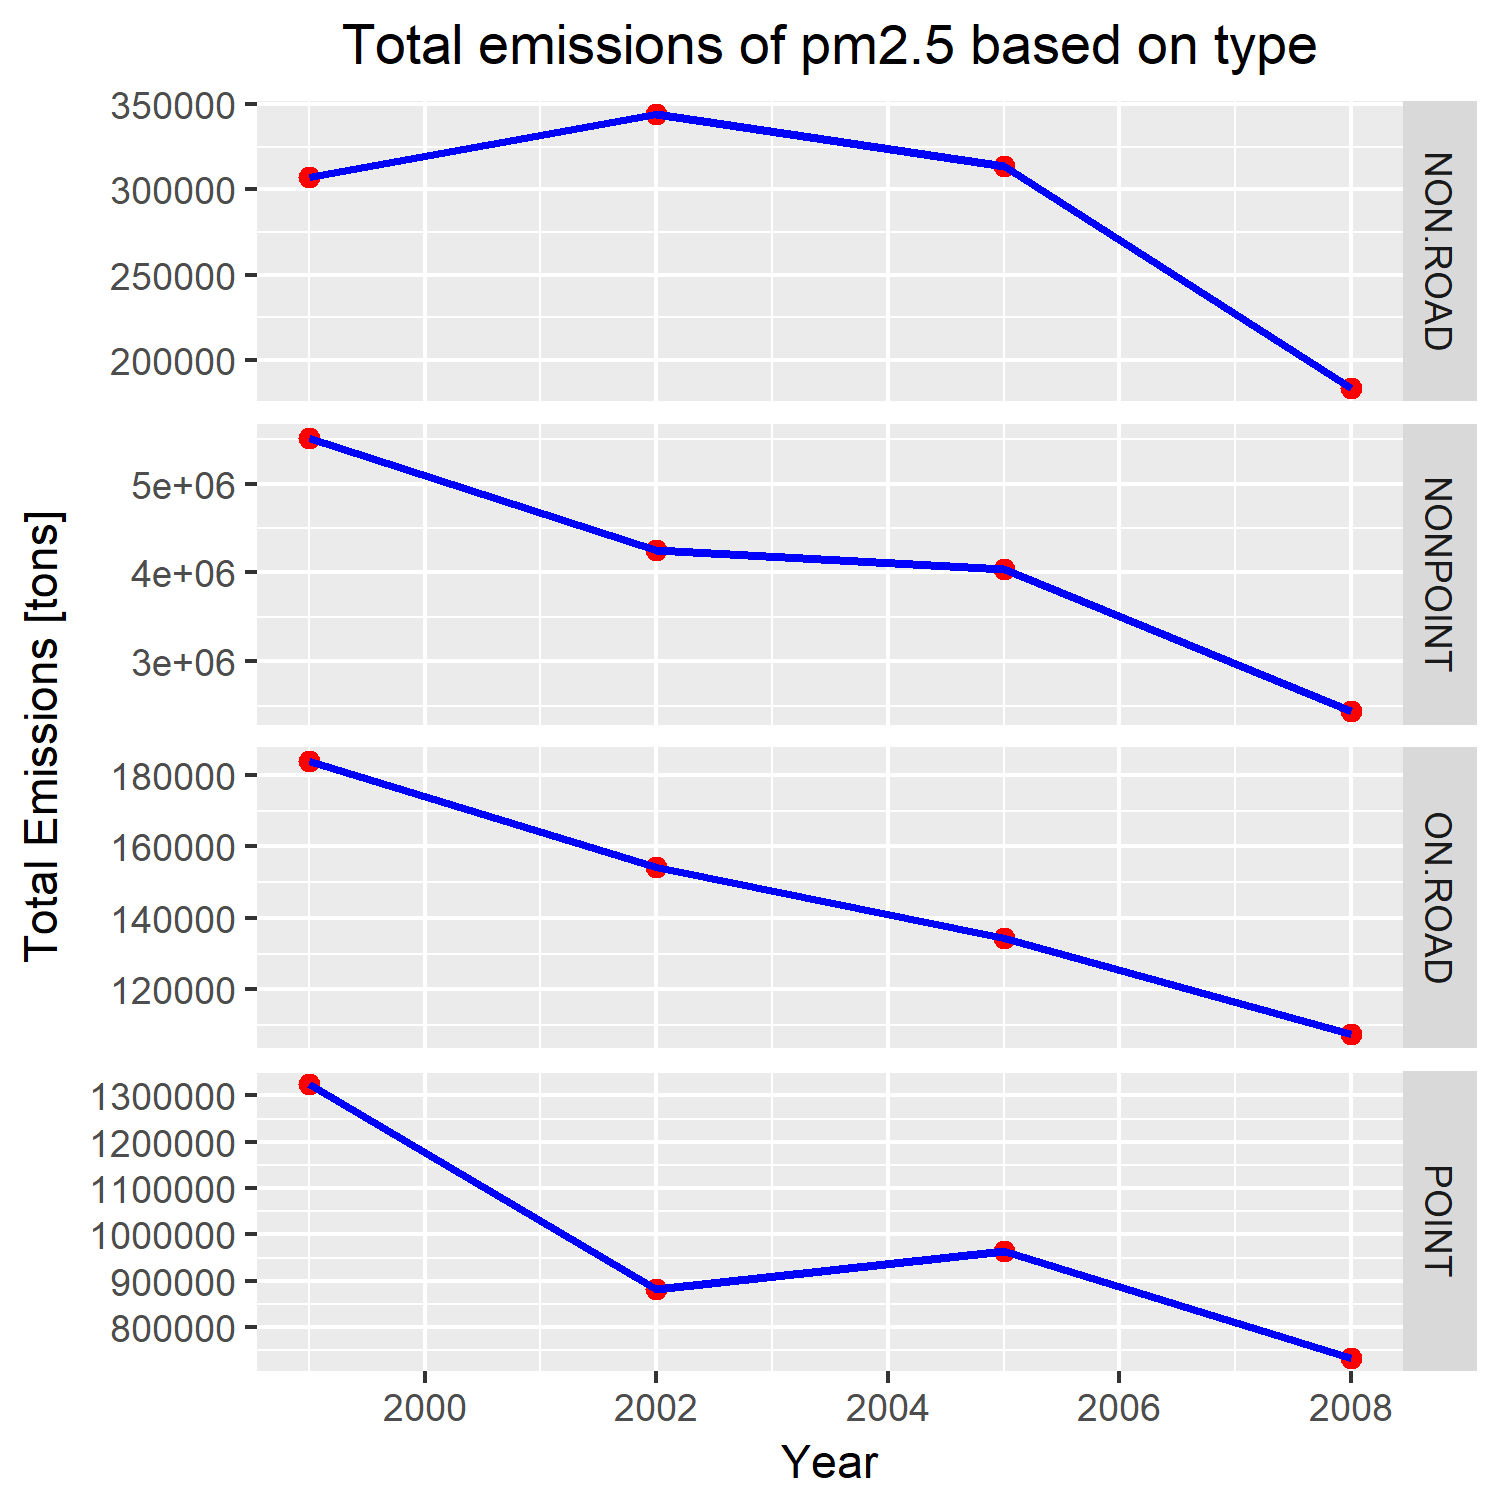 Total emissions of pm2.5 based on type
350000
300000
250000
200000
NON.ROAD
5e+06
4e+06
3e+06
NONPOINT
180000
160000
140000
120000
ON.ROAD
1300000
1200000
1100000
1000000
900000
800000
POINT
Total Emissions [tons]
2000 2002 2004 2006 2008
Year